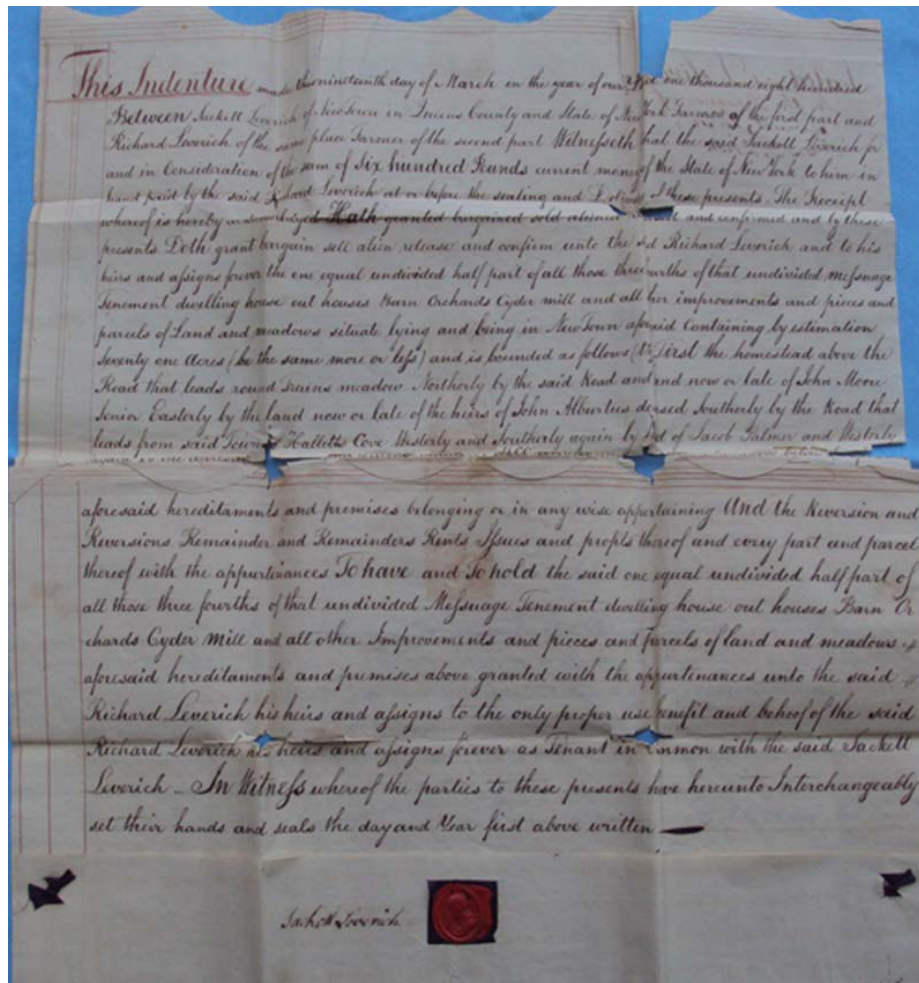 This Indenture made the nineteenth day of March in the year of our one thousand eight hundred
Between Sackett Leverich of New Town in Queens County and State of New York Farmer of the first part and
Richard Leverich of the same place Farmer of the second part Witnesseth that the said Sackett Leverich
and in Consideration of the sum of Six hundred Pounds current money of the State of New York to him in
hand paid by the said Richard Leverich at or before the sealing and these presents. The Receipt
whereof is hereby Hath granted bargained sold aliened and confirmed and by these
presents Doth grant bargain sell alien release and confirm unto the Richard Leverich and to his
heirs and assigns forever the one equal undivided half part of all those three of that undivided Messuage
Tenement dwelling house out houses Barn Orchards Cyder mill and all improvements and pieces and
parcels of Land and meadows situate lying and being in New Town Containing by estimation
Seventy one Acres (be the same more or less) and is bounded as follows First the homestead above the
Road that leads round meadow Northerly by the said Road and now or late of John Moore
Senior Easterly by the land now or late of the heirs of John Alburtus Southerly by the Road that
leads from said Town Halletts Cove Westerly and Southerly again by of Jacob Palmer and Westerly
aforesaid hereditaments and premises belonging or in any wise appertaining And the Reversion and
Reversions Remainder and Remainders Rents Issues and profits thereof and every part and parcel
thereof with the appurtenances To have and To hold the said one equal undivided half part of
all those three fourths of that undivided Messuage Tenement dwelling house out houses Barn Or
chards Cyder Mill and all other Improvements and pieces and parcels of land and meadows
aforesaid hereditaments and premises above granted with the appurtenances unto the said
Richard Leverich his heirs and assigns to the only proper use benefit and behoof of the said
Richard Leverich his heirs and assigns forever as Tenant in common with the said Sackett
Leverich - In Witness whereof the parties to these presents have hereunto Interchangeably
set their hands and seals the day and Year first above written
Sackett Leverich